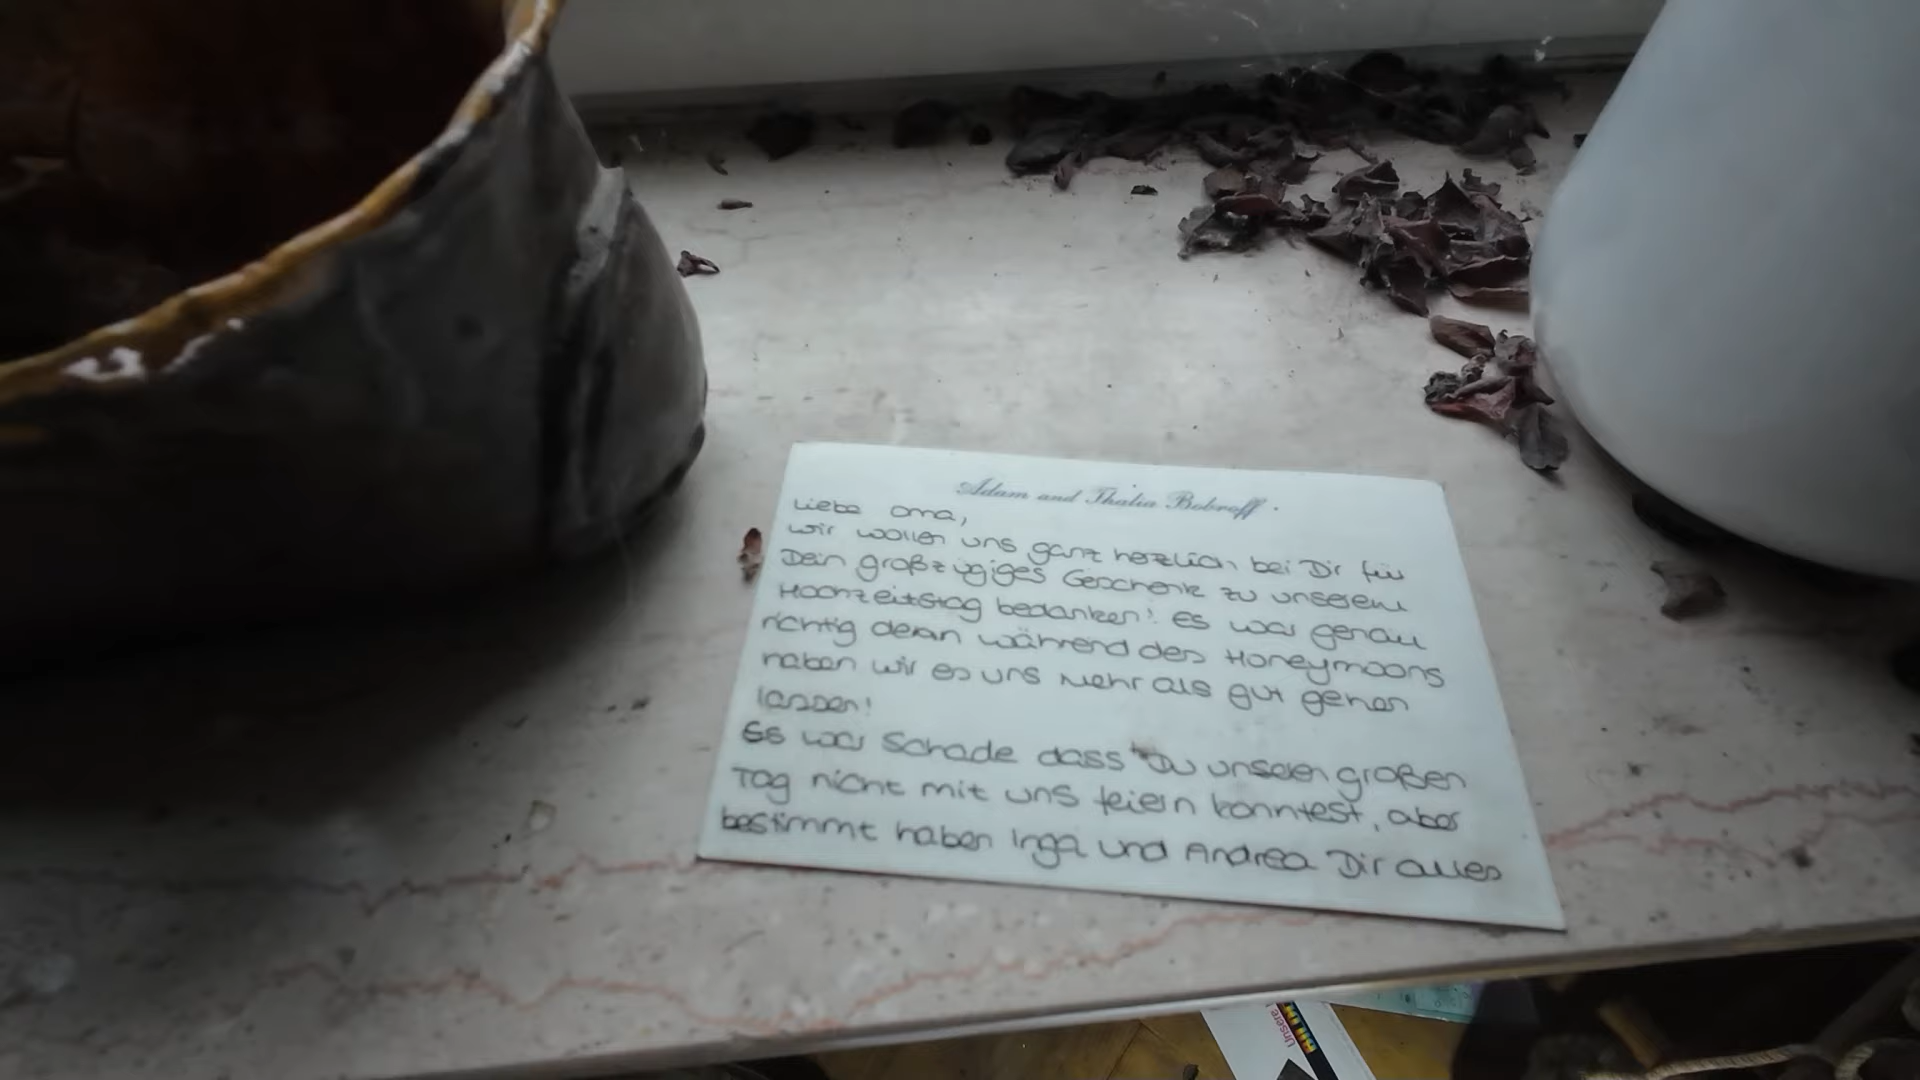 Adam and Thalia Bobroff
Liebe Oma,
wir wollen uns ganz herzlich bei Dir für
Dein großzügiges Geschenk zu unserem
Hochzeitstag bedanken! Es war genau
richtig denn während des Honeymoons
haben wir es uns mehr als gut gehen
lassen!
Es war Schade dass Du unseren großen
Tag nicht mit uns feiern konntest, aber
bestimmt haben Inga und Andrea Dir alles
Unsere